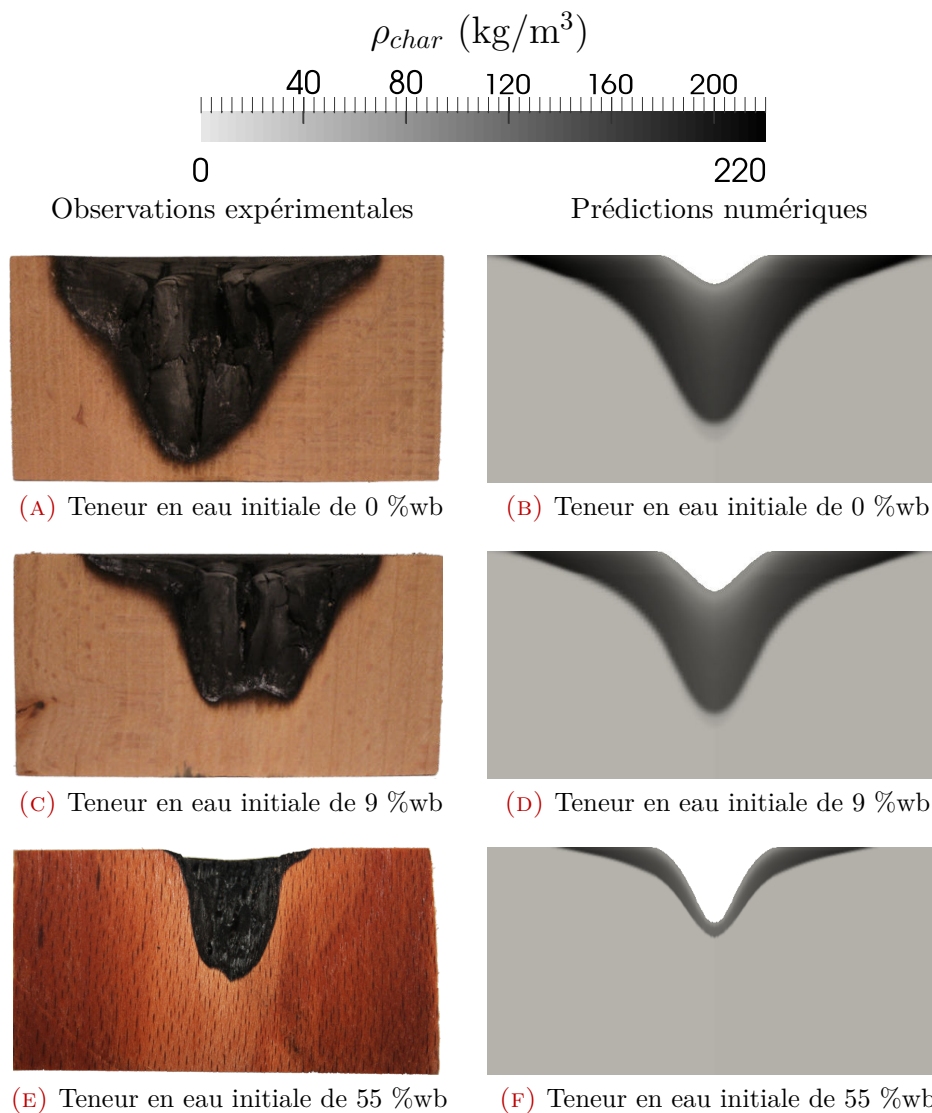 ρchar (kg/m³)
40 80 120 160 200
0 220
Observations expérimentales Prédictions numériques
(A) Teneur en eau initiale de 0 %wb (B) Teneur en eau initiale de 0 %wb
(C) Teneur en eau initiale de 9 %wb (D) Teneur en eau initiale de 9 %wb
(E) Teneur en eau initiale de 55 %wb (F) Teneur en eau initiale de 55 %wb